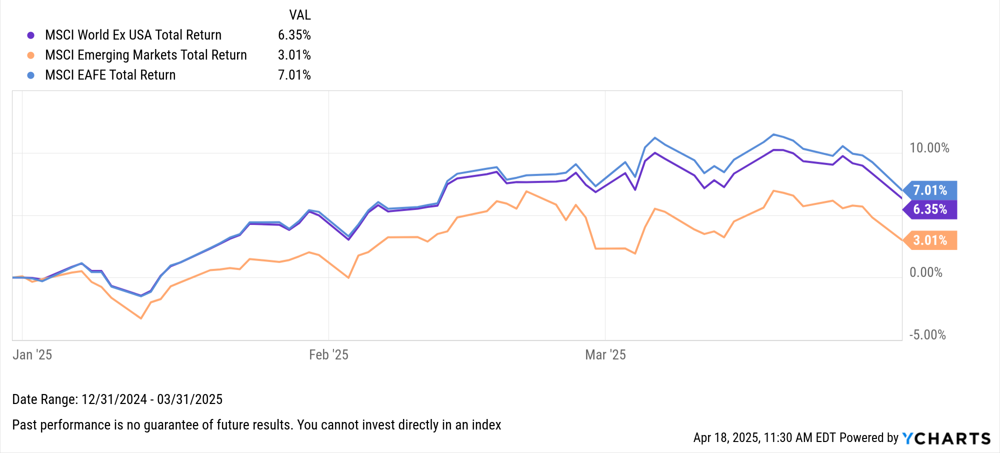 VAL
MSCI World Ex USA Total Return 6.35%
MSCI Emerging Markets Total Return 3.01%
MSCI EAFE Total Return 7.01%
10.00%
7.01%
6.35%
3.01%
0.00%
-5.00%
Jan '25 Feb '25 Mar '25
Date Range: 12/31/2024 - 03/31/2025
Past performance is no guarantee of future results. You cannot invest directly in an index
Apr 18, 2025, 11:30 AM EDT Powered by YCHARTS